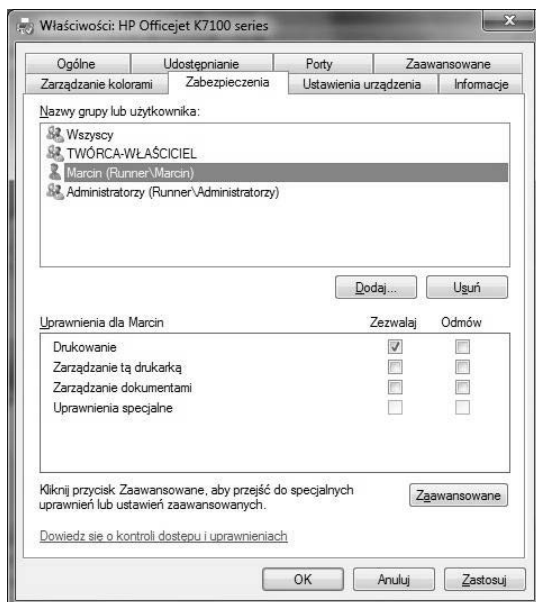 Właściwości: HP Officejet K7100 series
Ogólne Udostępnianie Porty Zaawansowane
Zarządzanie kolorami Zabezpieczenia Ustawienia urządzenia Informacje
Nazwy grupy lub użytkownika:
Wszyscy
TWÓRCA-WŁAŚCICIEL
Marcin (Runner\Marcin)
Administratorzy (Runner\Administratorzy)
Dodaj... Usuń
Uprawnienia dla Marcin Zezwalaj Odmów
Drukowanie
Zarządzanie tą drukarką
Zarządzanie dokumentami
Uprawnienia specjalne
Kliknij przycisk Zaawansowane, aby przejść do specjalnych
uprawnień lub ustawień zaawansowanych.
Zaawansowane
Dowiedz się o kontroli dostępu i uprawnieniach
OK Anuluj Zastosuj